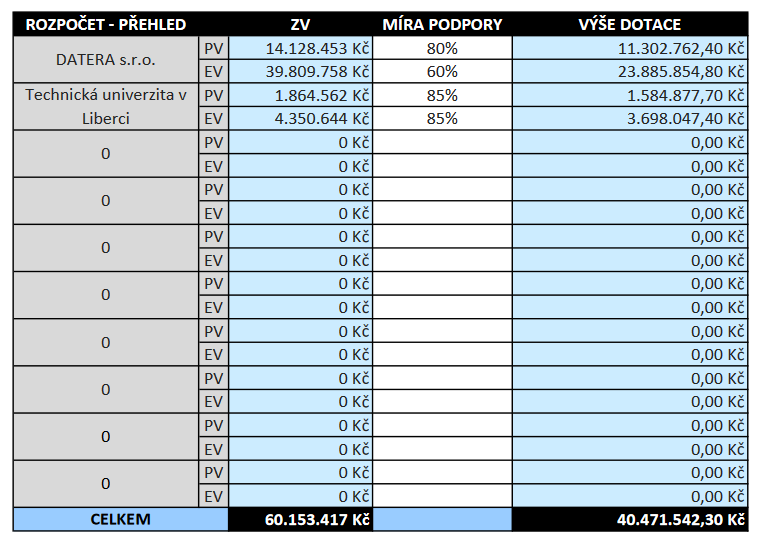 ROZPOČET - PŘEHLED ZV MÍRA PODPORY VÝŠE DOTACE
DATERA s.r.o. PV 14.128.453 Kč 80% 11.302.762,40 Kč
EV 39.809.758 Kč 60% 23.885.854,80 Kč
Technická univerzita v Liberci PV 1.864.562 Kč 85% 1.584.877,70 Kč
EV 4.350.644 Kč 85% 3.698.047,40 Kč
0 PV 0 Kč 0,00 Kč
EV 0 Kč 0,00 Kč
0 PV 0 Kč 0,00 Kč
EV 0 Kč 0,00 Kč
0 PV 0 Kč 0,00 Kč
EV 0 Kč 0,00 Kč
0 PV 0 Kč 0,00 Kč
EV 0 Kč 0,00 Kč
0 PV 0 Kč 0,00 Kč
EV 0 Kč 0,00 Kč
0 PV 0 Kč 0,00 Kč
EV 0 Kč 0,00 Kč
0 PV 0 Kč 0,00 Kč
EV 0 Kč 0,00 Kč
0 PV 0 Kč 0,00 Kč
EV 0 Kč 0,00 Kč
CELKEM 60.153.417 Kč 40.471.542,30 Kč